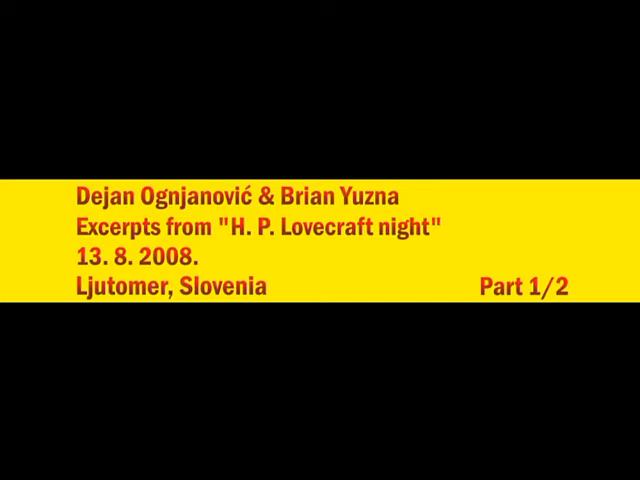 Dejan Ognjanović & Brian Yuzna
Excerpts from "H. P. Lovecraft night"
13. 8. 2008.
Ljutomer, Slovenia Part 1/2